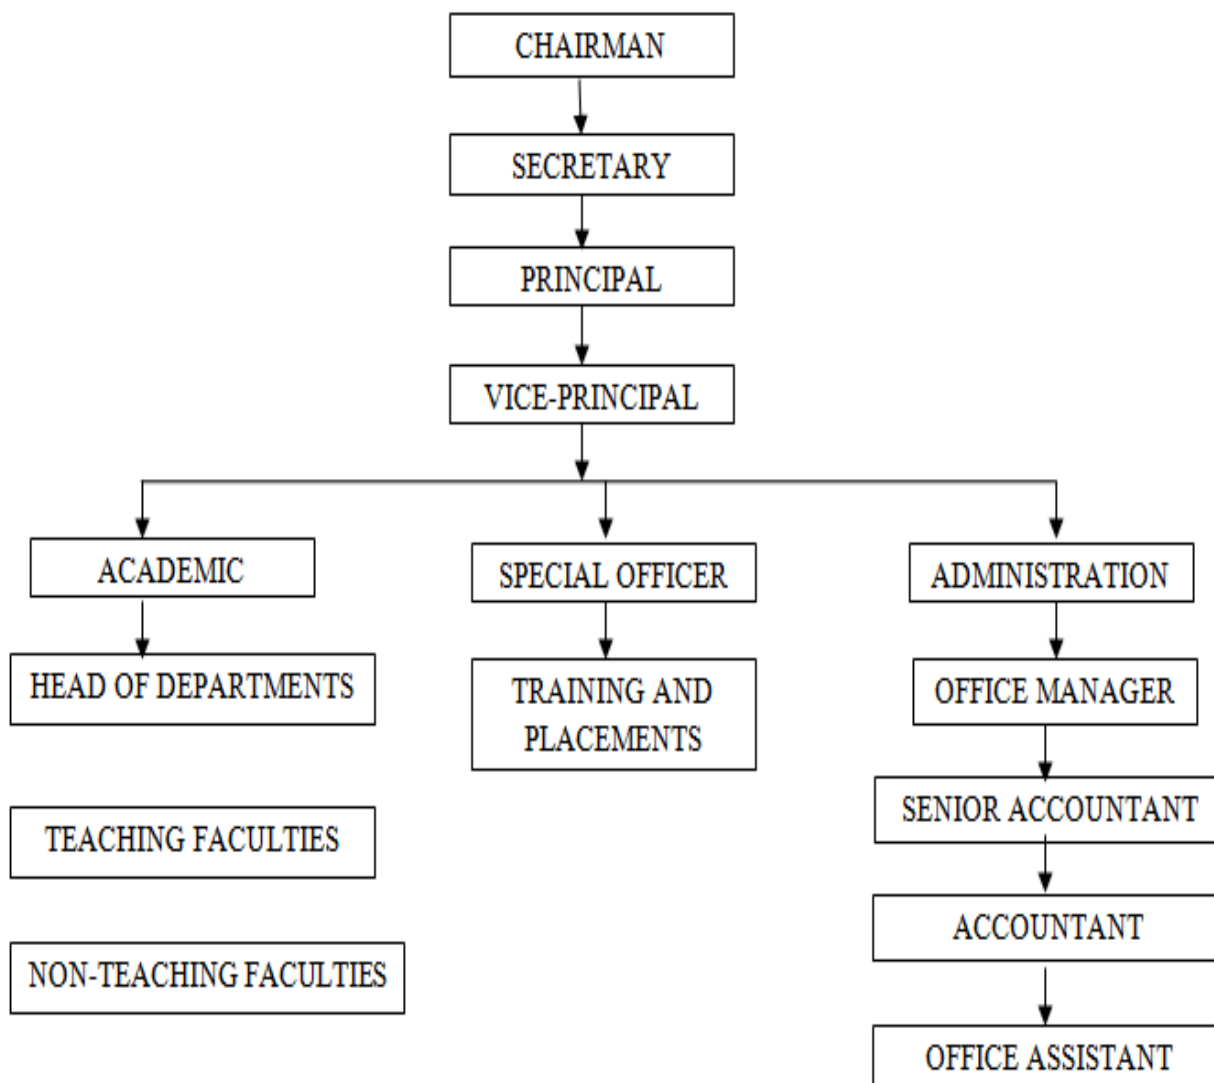 CHAIRMAN
SECRETARY
PRINCIPAL
VICE-PRINCIPAL
ACADEMIC
SPECIAL OFFICER
ADMINISTRATION
HEAD OF DEPARTMENTS
TRAINING AND
PLACEMENTS
OFFICE MANAGER
SENIOR ACCOUNTANT
TEACHING FACULTIES
ACCOUNTANT
NON-TEACHING FACULTIES
OFFICE ASSISTANT